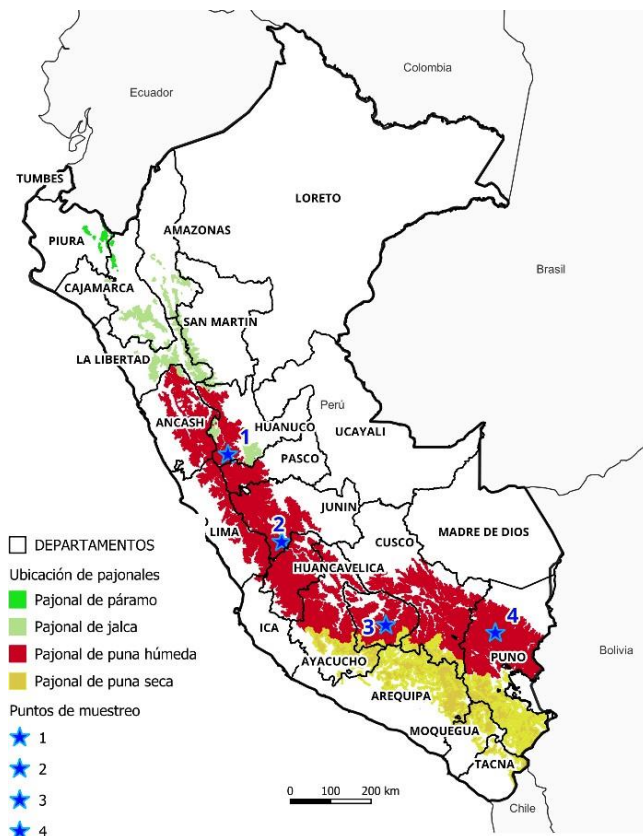 Colombia
Ecuador
TUMBES
LORETO
PIURA
AMAZONAS
Brasil
CAJAMARCA
SAN MARTIN
LA LIBERTAD
Perú
ANCASH
1
HUANUCO
UCAYALI
PASCO
JUNIN
2
LIMA
CUSCO
MADRE DE DIOS
HUANCAVELICA
3
4
ICA
AYACUCHO
PUNO
Bolivia
AREQUIPA
MOQUEGUA
TACNA
Chile
DEPARTAMENTOS
Ubicación de pajonales
Pajonal de páramo
Pajonal de jalca
Pajonal de puna húmeda
Pajonal de puna seca
Puntos de muestreo
1
2
3
4
0 100 200 km